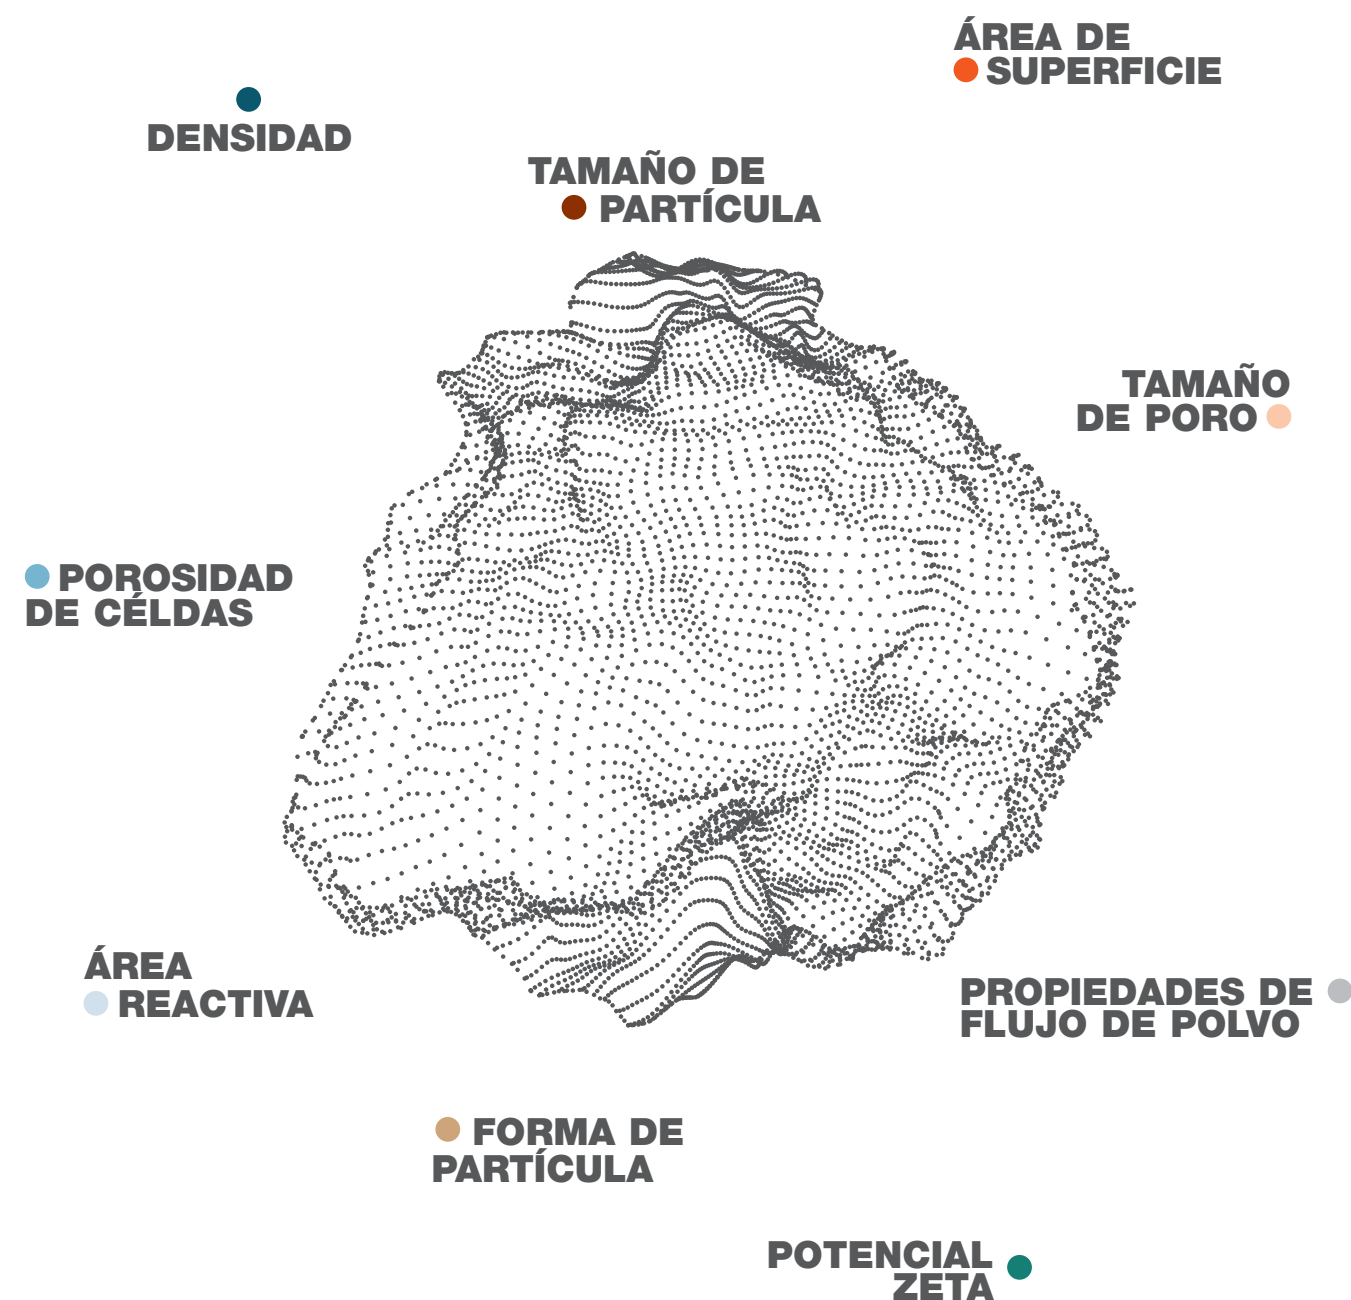 ÁREA DE
SUPERFICIE
DENSIDAD
TAMAÑO DE
PARTÍCULA
TAMAÑO
DE PORO
POROSIDAD
DE CÉLDAS
ÁREA
REACTIVA
PROPIEDADES DE
FLUJO DE POLVO
FORMA DE
PARTÍCULA
POTENCIAL
ZETA